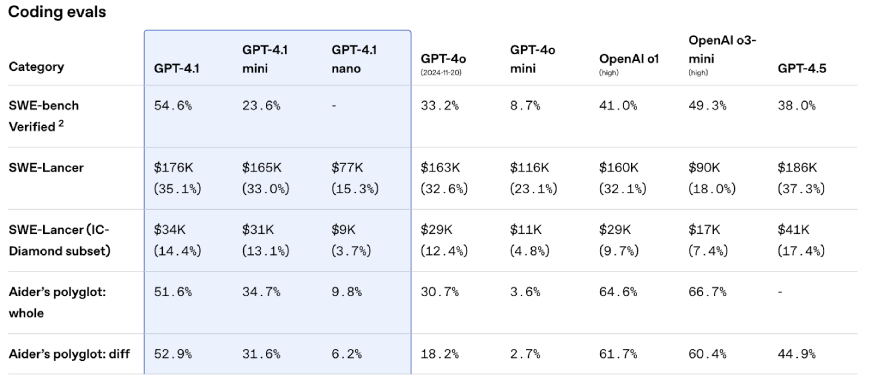 Coding evals
Category GPT-4.1 GPT-4.1 mini GPT-4.1 nano GPT-4o (2024-11-20) GPT-4o mini OpenAI o1 (high) OpenAI o3-mini (high) GPT-4.5
SWE-bench Verified 2 54.6% 23.6% - 33.2% 8.7% 41.0% 49.3% 38.0%
SWE-Lancer $176K $165K $77K $163K $116K $160K $90K $186K
(35.1%) (33.0%) (15.3%) (32.6%) (23.1%) (32.1%) (18.0%) (37.3%)
SWE-Lancer (IC- $34K $31K $9K $29K $11K $29K $17K $41K
Diamond subset) (14.4%) (13.1%) (3.7%) (12.4%) (4.8%) (9.7%) (7.4%) (17.4%)
Aider's polyglot: whole 51.6% 34.7% 9.8% 30.7% 3.6% 64.6% 66.7% -
Aider's polyglot: diff 52.9% 31.6% 6.2% 18.2% 2.7% 61.7% 60.4% 44.9%